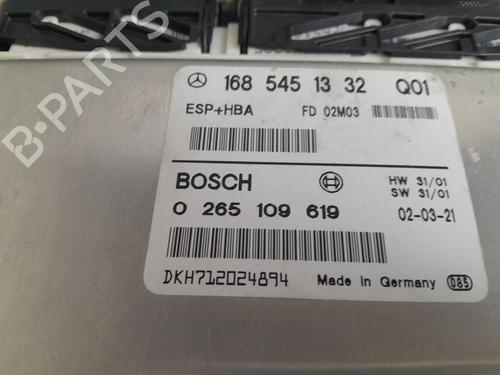 168 545 13 32 Q01
ESP+HBA FD 02M03
BOSCH HW 31/01
SW 31/01
0 265 109 619 02-03-21
DKH712024894 Made in Germany 085
B-PARTS